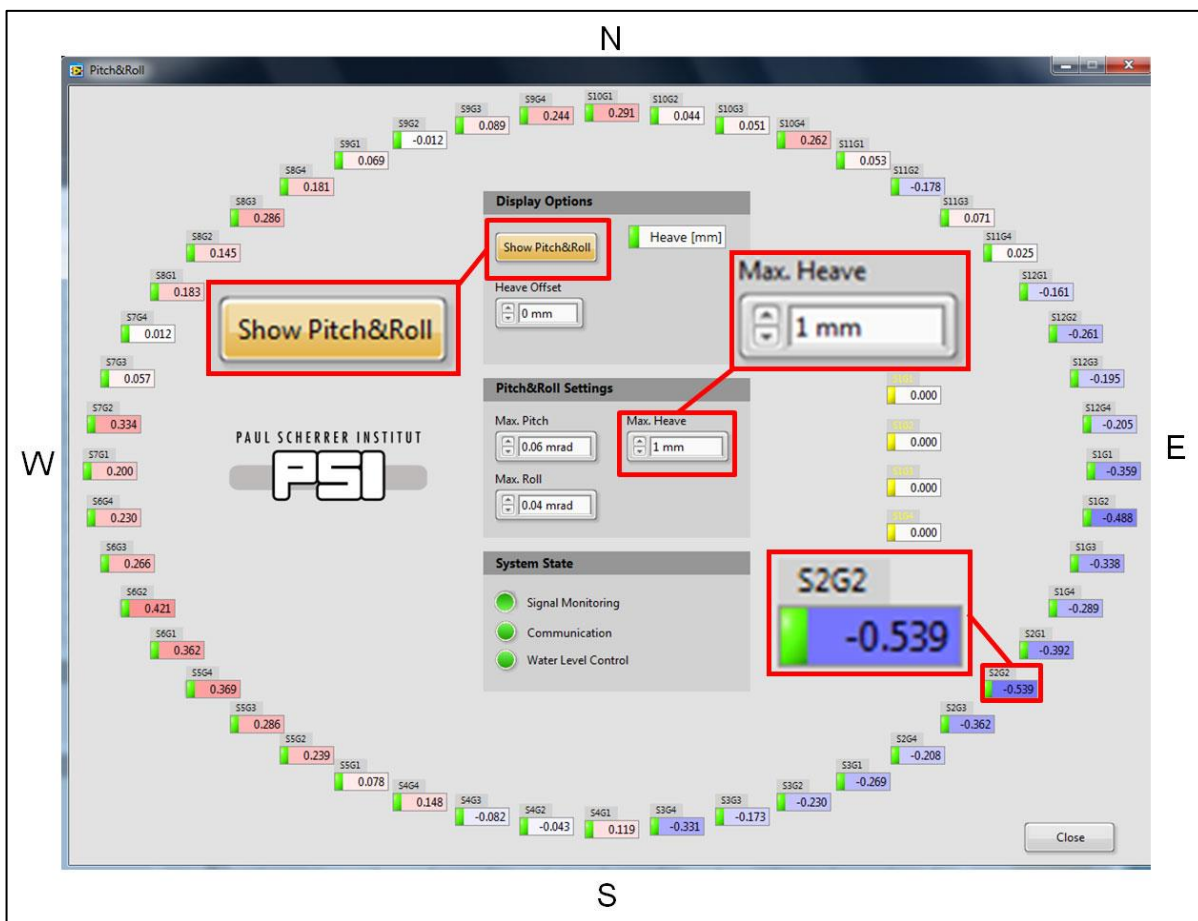 N
Pitch&Roll
S9G4
0.244
S10G1
0.291
S10G2
0.044
S9G3
0.089
S10G3
0.051
S9G2
-0.012
S10G4
0.262
S9G1
0.069
S11G1
0.053
S8G4
0.181
S11G2
-0.178
S8G3
0.286
S11G3
0.071
S8G2
0.145
S11G4
0.025
S8G1
0.183
S12G1
-0.161
S7G4
0.012
S12G2
-0.261
S7G3
0.057
S12G3
-0.195
S7G2
0.334
S12G4
-0.205
S7G1
0.200
S1G1
-0.359
S6G4
0.230
S1G2
-0.488
S6G3
0.266
S1G3
-0.338
S6G2
0.421
S1G4
-0.289
S6G1
0.362
S2G1
-0.392
S5G4
0.369
S2G2
-0.539
S5G3
0.286
S2G3
-0.362
S5G2
0.239
S2G4
-0.208
S5G1
0.078
S3G1
-0.269
S4G4
0.148
S3G2
-0.230
S4G3
-0.082
S3G3
-0.173
S4G2
-0.043
S4G1
0.119
S3G4
-0.331
Display Options
Show Pitch&Roll
Heave [mm]
Heave Offset
0 mm
Show Pitch&Roll
Max. Heave
1 mm
Pitch&Roll Settings
Max. Pitch
0.06 mrad
Max. Heave
1 mm
Max. Roll
0.04 mrad
S1G1
0.000
S1G2
0.000
S1G3
0.000
S1G4
0.000
PAUL SCHERRER INSTITUT
PSI
W
E
System State
Signal Monitoring
Communication
Water Level Control
S2G2
-0.539
Close
S